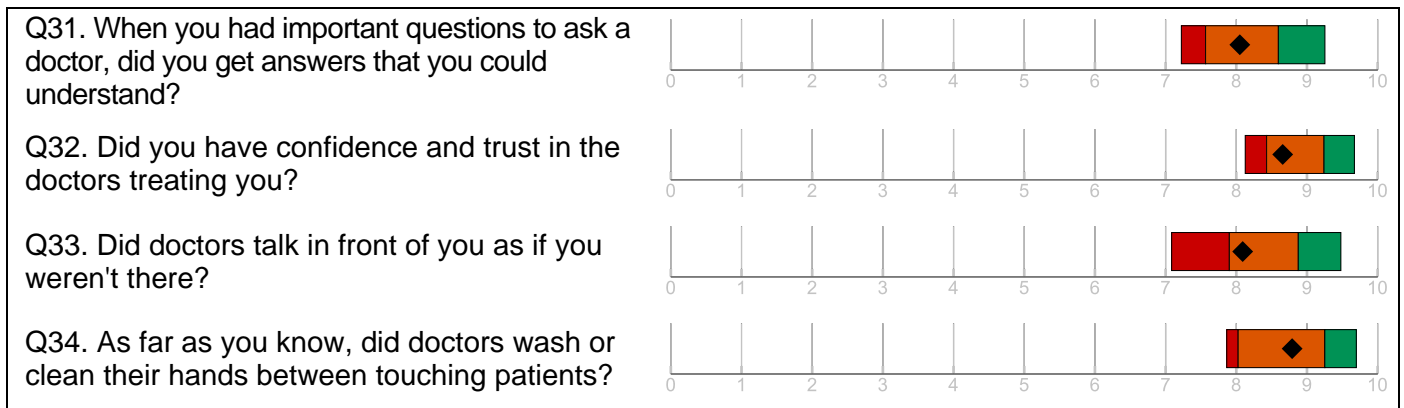 Q31. When you had important questions to ask a
doctor, did you get answers that you could
understand?
0 1 2 3 4 5 6 7 8 9 10
Q32. Did you have confidence and trust in the
doctors treating you?
0 1 2 3 4 5 6 7 8 9 10
Q33. Did doctors talk in front of you as if you
weren't there?
0 1 2 3 4 5 6 7 8 9 10
Q34. As far as you know, did doctors wash or
clean their hands between touching patients?
0 1 2 3 4 5 6 7 8 9 10